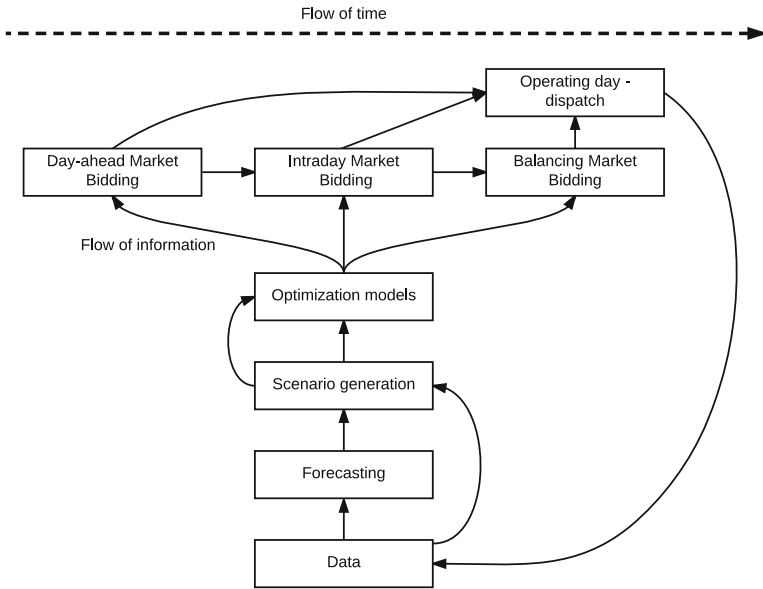 Flow of time
Operating day -
dispatch
Day-ahead Market
Bidding
Intraday Market
Bidding
Balancing Market
Bidding
Flow of information
Optimization models
Scenario generation
Forecasting
Data